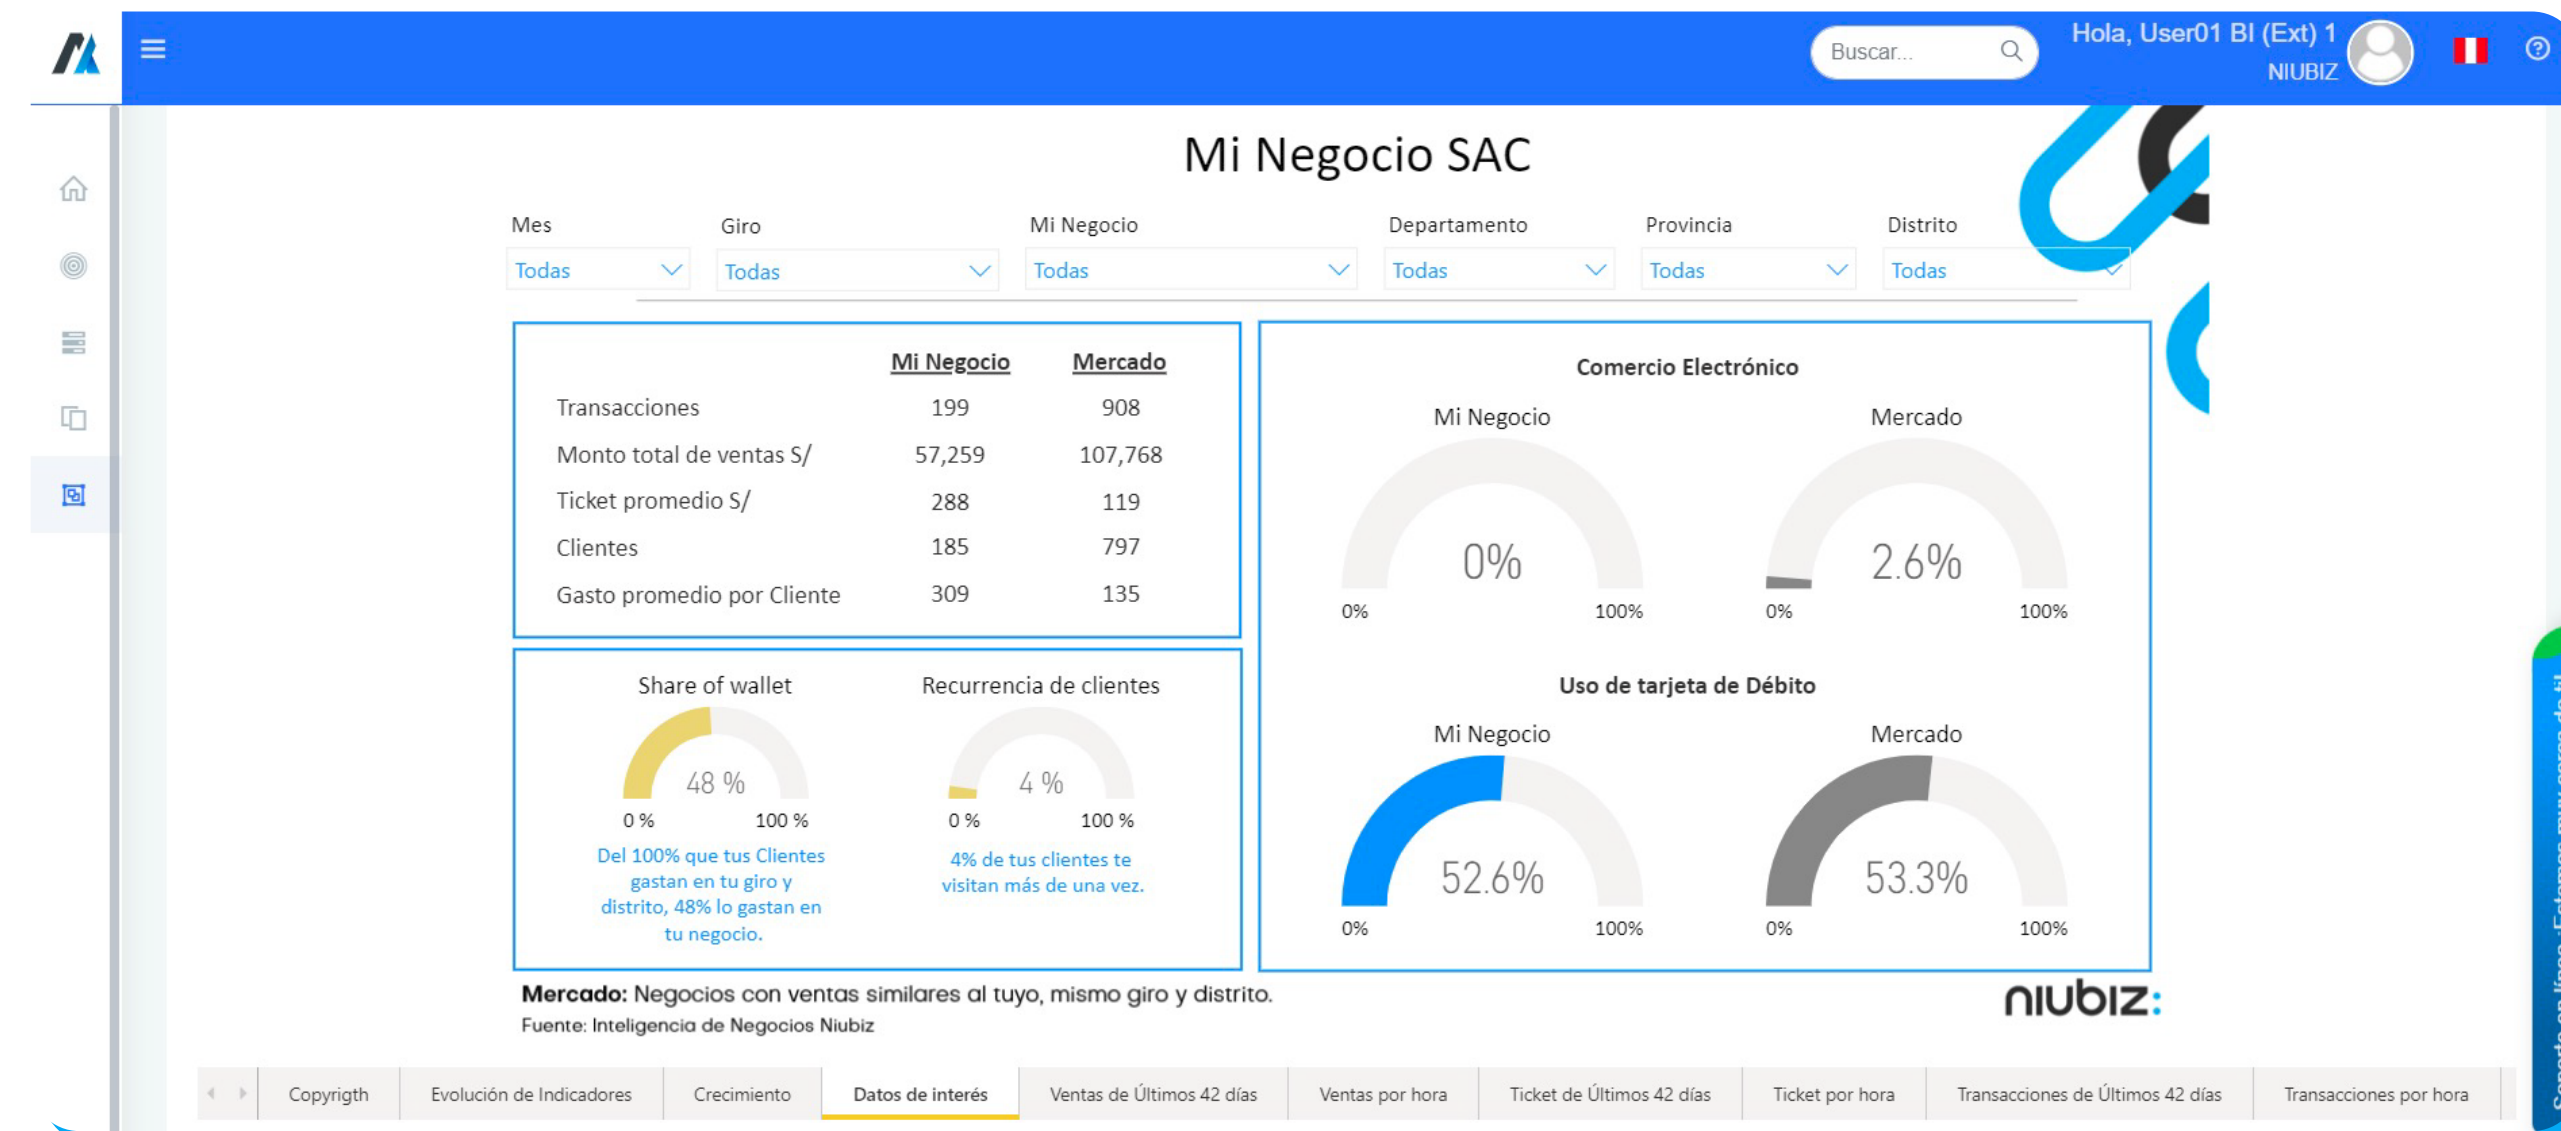 Buscar...
Hola, User01 BI (Ext) 1
NIUBIZ
Mi Negocio SAC
Mes
Giro
Mi Negocio
Departamento
Provincia
Distrito
Todas
Todas
Todas
Todas
Todas
Todas
Mi Negocio Mercado
Transacciones 199 908
Monto total de ventas S/ 57,259 107,768
Ticket promedio S/ 288 119
Clientes 185 797
Gasto promedio por Cliente 309 135
Share of wallet
48 %
0 % 100 %
Del 100% que tus Clientes
gastan en tu giro y
distrito, 48% lo gastan en
tu negocio.
Recurrencia de clientes
4 %
0 % 100 %
4% de tus clientes te
visitan más de una vez.
Comercio Electrónico
Mi Negocio
0%
0% 100%
Mercado
2.6%
0% 100%
Uso de tarjeta de Débito
Mi Negocio
52.6%
0% 100%
Mercado
53.3%
0% 100%
Mercado: Negocios con ventas similares al tuyo, mismo giro y distrito.
Fuente: Inteligencia de Negocios Niubiz
niubiz:
Copyrigth
Evolución de Indicadores
Crecimiento
Datos de interés
Ventas de Últimos 42 días
Ventas por hora
Ticket de Últimos 42 días
Ticket por hora
Transacciones de Últimos 42 días
Transacciones por hora